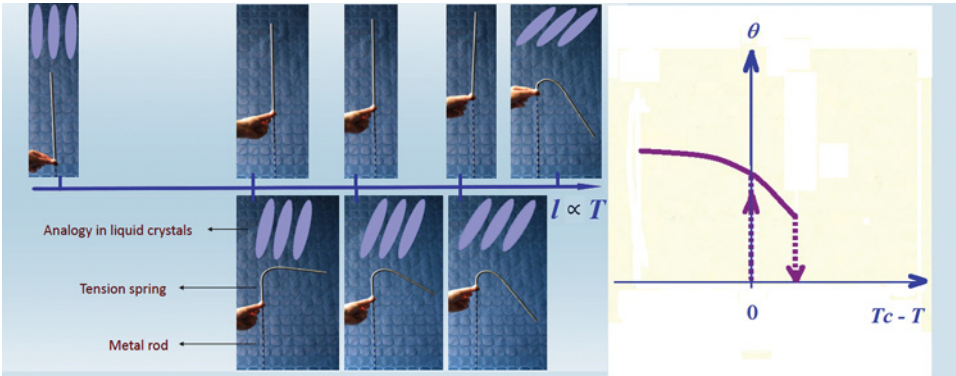 l ∝ T
Analogy in liquid crystals
Tension spring
Metal rod
θ
0
Tc - T